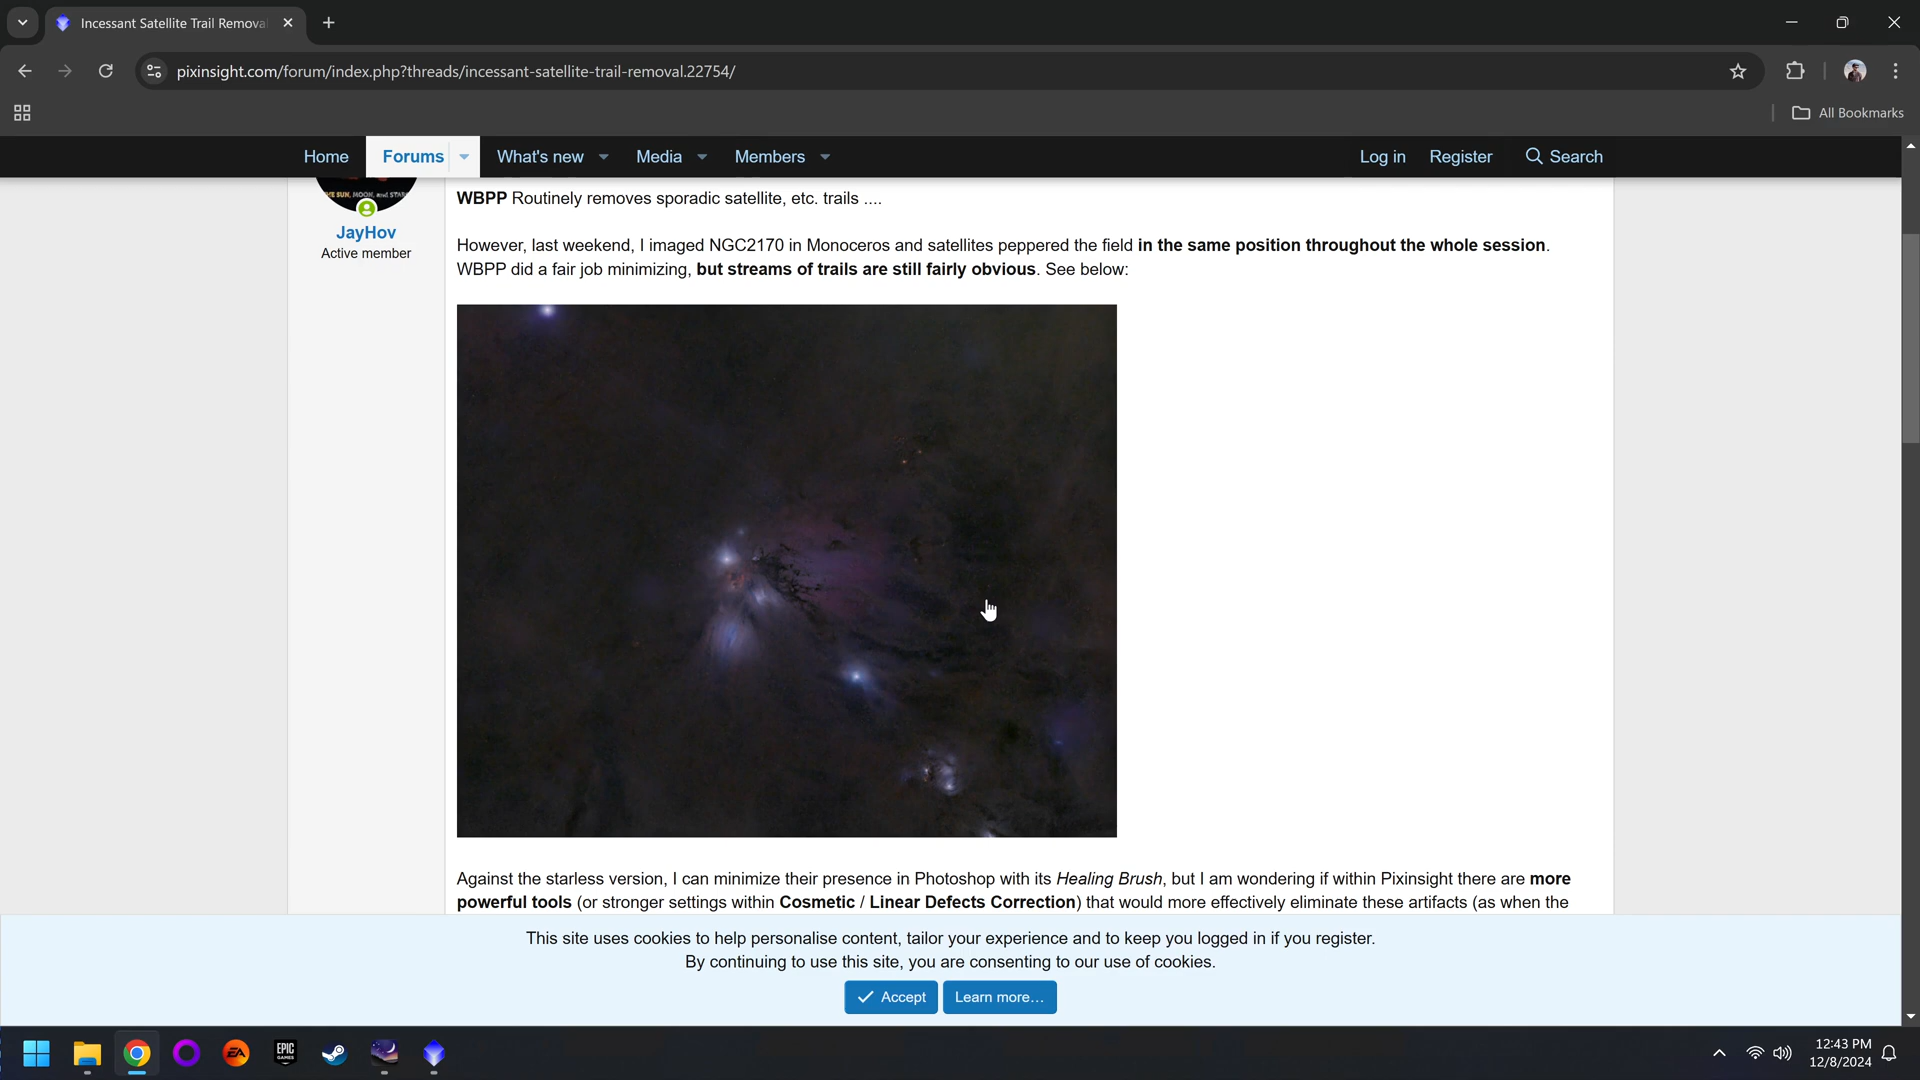 Incessant Satellite Trail Remova
pixinsight.com/forum/index.php?threads/incessant-satellite-trail-removal.22754/
All Bookmarks
Home Forums What's new Media Members Log in Register Search
SUN, MOON, and STARS
WBPP Routinely removes sporadic satellite, etc. trails ....
JayHov
Active member
However, last weekend, I imaged NGC2170 in Monoceros and satellites peppered the field in the same position throughout the whole session.
WBPP did a fair job minimizing, but streams of trails are still fairly obvious. See below:
Against the starless version, I can minimize their presence in Photoshop with its Healing Brush, but I am wondering if within Pixinsight there are more
powerful tools (or stronger settings within Cosmetic / Linear Defects Correction) that would more effectively eliminate these artifacts (as when the
This site uses cookies to help personalise content, tailor your experience and to keep you logged in if you register.
By continuing to use this site, you are consenting to our use of cookies.
Accept Learn more…
EA
EPIC
GAMES
12:43 PM
12/8/2024